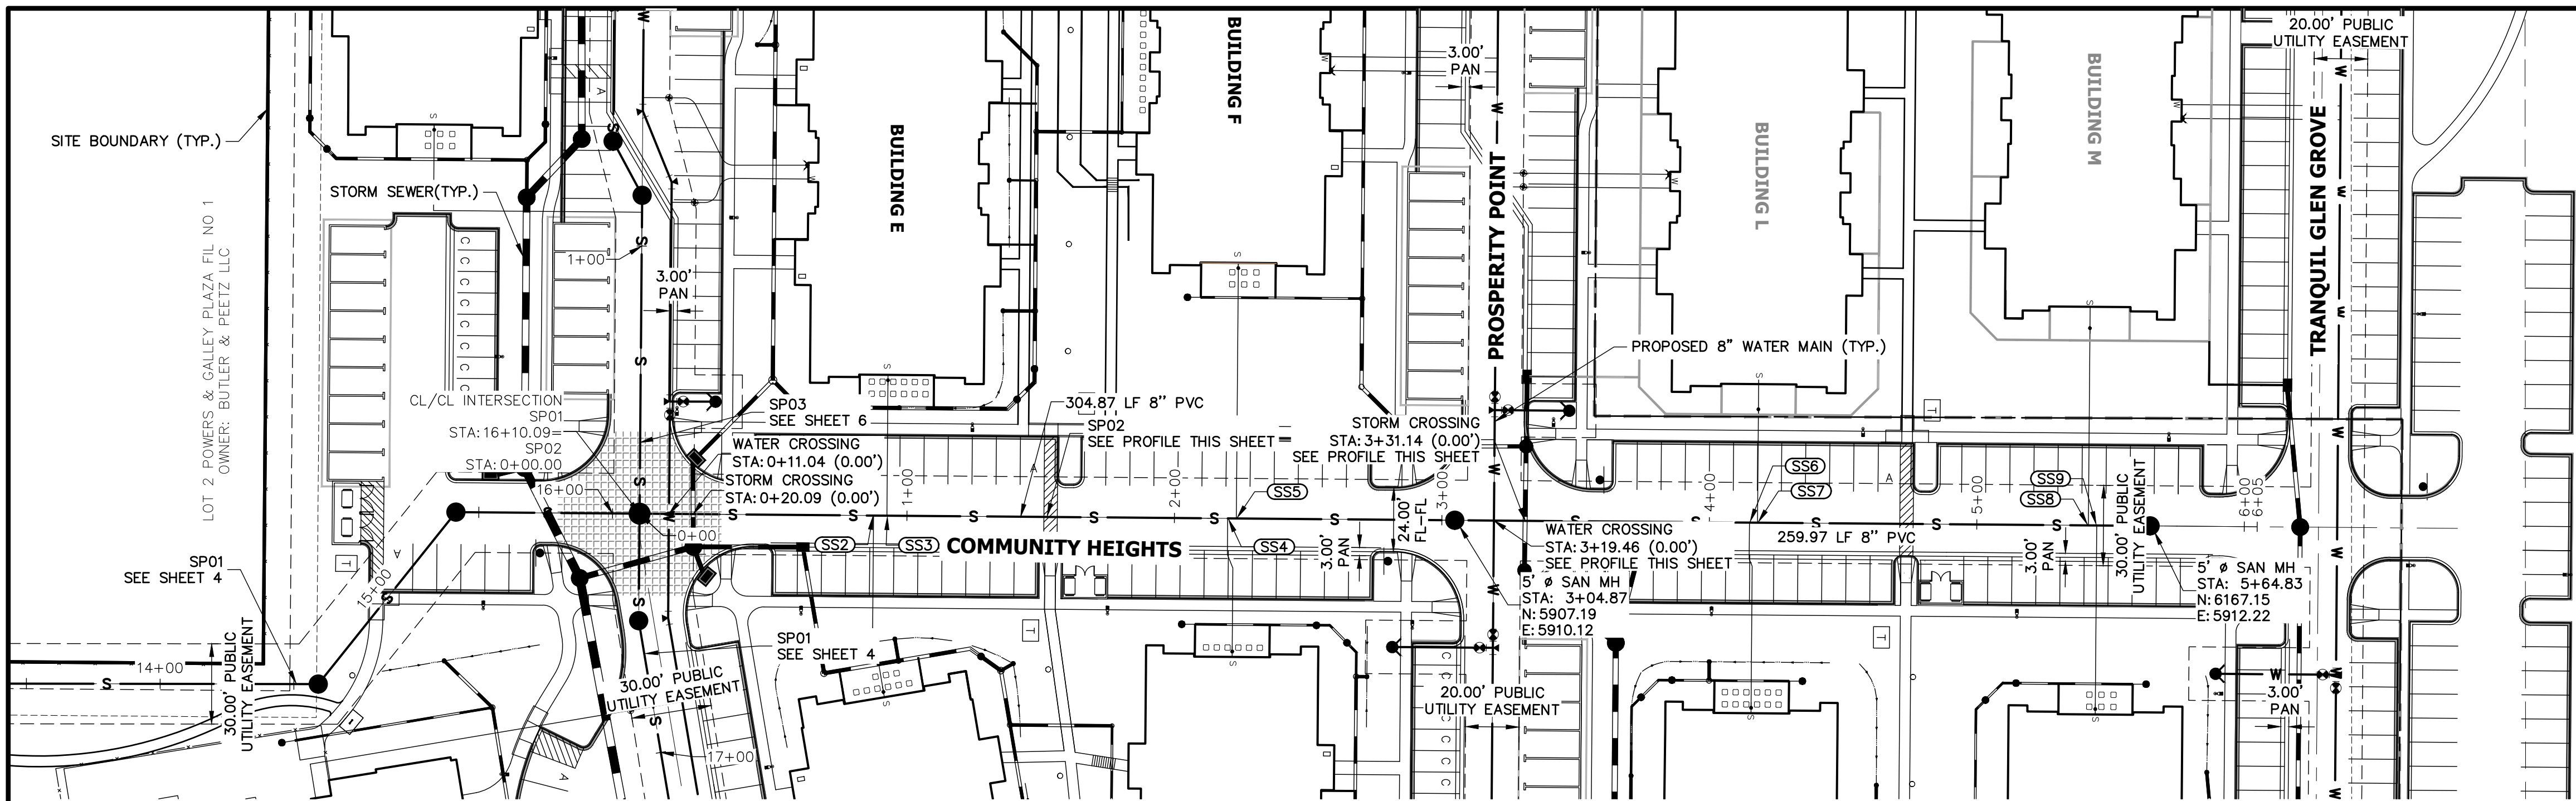 20.00' PUBLIC
UTILITY EASEMENT
W
BUILDING F
3.00'
PAN
BUILDING M
TRANQUIL GLEN GROVE
SITE BOUNDARY (TYP.)
BUILDING E
BUILDING L
PROSPERITY POINT
STORM SEWER(TYP.)
LOT 2 POWERS & GALLEY PLAZA FIL NO 1
OWNER: BUTLER & PEETZ LLC
1+00
3.00'
PAN
PROPOSED 8" WATER MAIN (TYP.)
CL/CL INTERSECTION
SP01
STA: 16+10.09=
SP02
STA: 0+00.00
SP03
SEE SHEET 6
304.87 LF 8" PVC
SP02
SEE PROFILE THIS SHEET
WATER CROSSING
STA: 0+11.04 (0.00')
STORM CROSSING
STA: 0+20.09 (0.00')
STORM CROSSING
STA: 3+31.14 (0.00')
SEE PROFILE THIS SHEET
16+00
0+00
1+00
2+00
3+00
4+00
5+00
6+00
6+05
SS5
SS6
SS7
SS9
SS8
SS2
SS3
SS4
COMMUNITY HEIGHTS
24.00'
FL-FL
3.00'
PAN
WATER CROSSING
STA: 3+19.46 (0.00')
SEE PROFILE THIS SHEET
259.97 LF 8" PVC
3.00'
PAN
30.00' PUBLIC
UTILITY EASEMENT
5' ø SAN MH
STA: 3+04.87
N: 5907.19
E: 5910.12
5' ø SAN MH
STA: 5+64.83
N: 6167.15
E: 5912.22
SP01
SEE SHEET 4
15+00
14+00
30.00' PUBLIC
UTILITY EASEMENT
SP01
SEE SHEET 4
30.00' PUBLIC
UTILITY EASEMENT
17+00
20.00' PUBLIC
UTILITY EASEMENT
3.00'
PAN